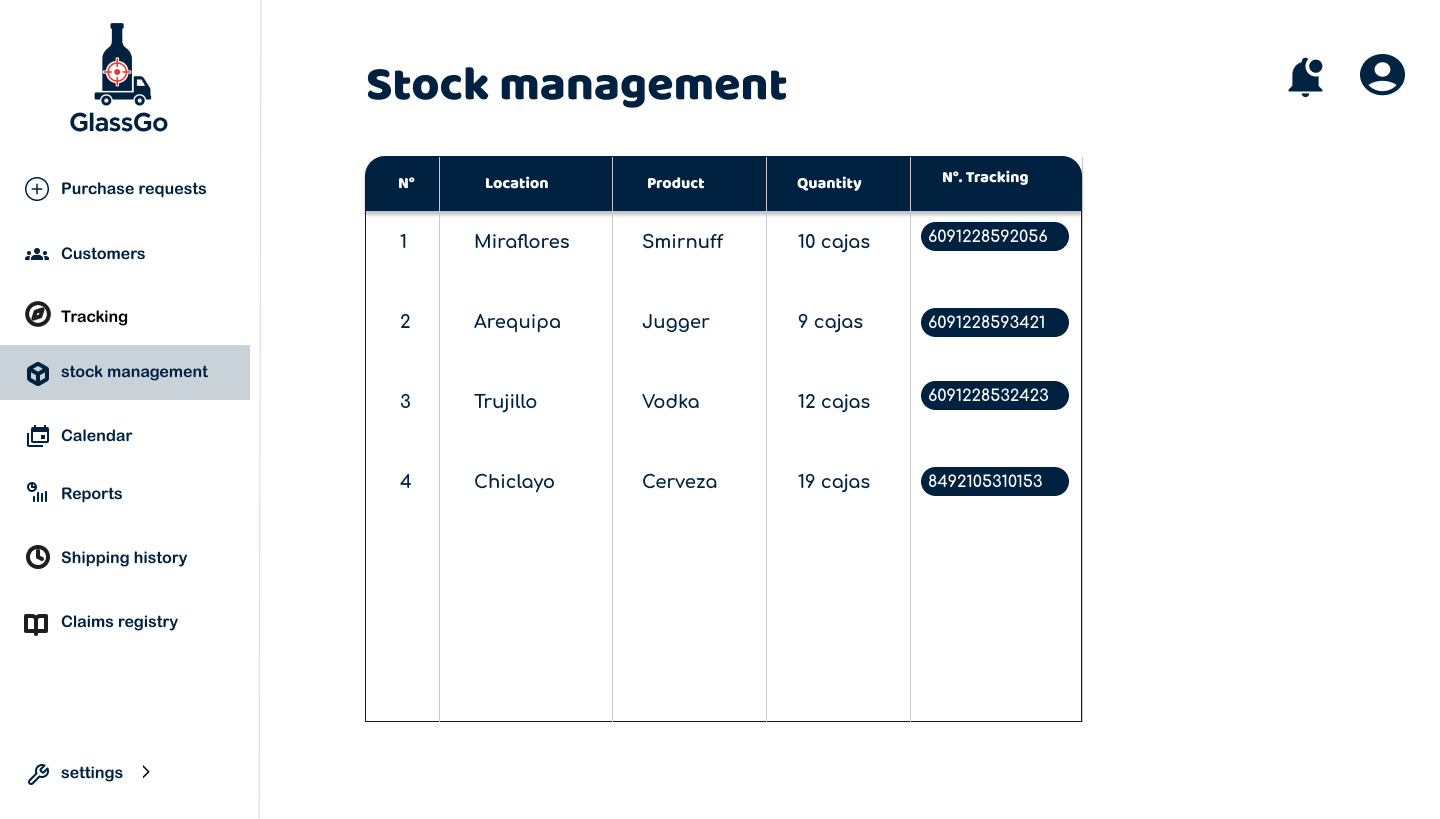 GlassGo
Purchase requests
Customers
Tracking
stock management
Calendar
Reports
Shipping history
Claims registry
settings
Stock management
N° Location Product Quantity N°. Tracking
1 Miraflores Smirnuff 10 cajas 6091228592056
2 Arequipa Jugger 9 cajas 6091228593421
3 Trujillo Vodka 12 cajas 6091228532423
4 Chiclayo Cerveza 19 cajas 8492105310153